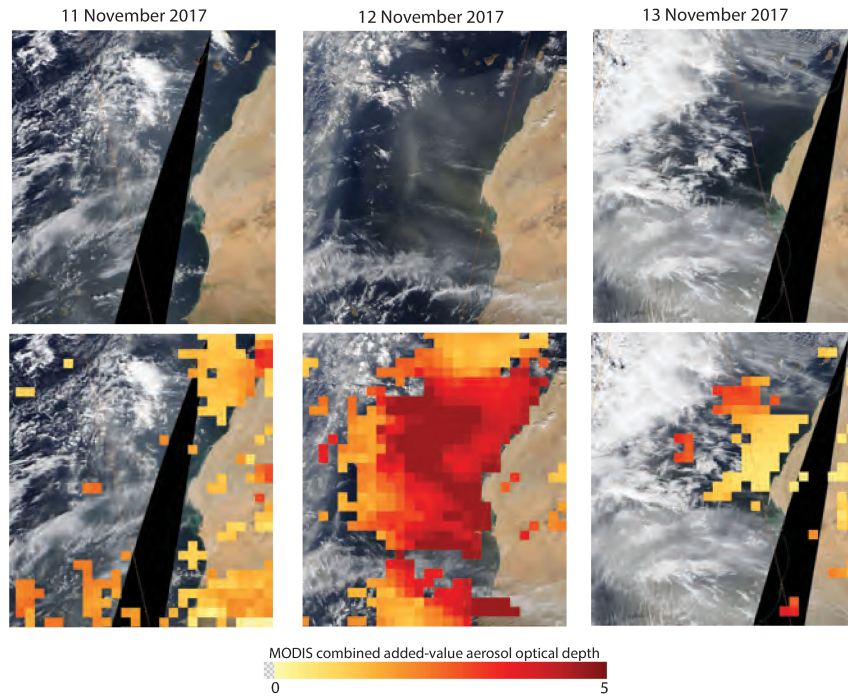 11 November 2017
12 November 2017
13 November 2017
MODIS combined added-value aerosol optical depth
0
5